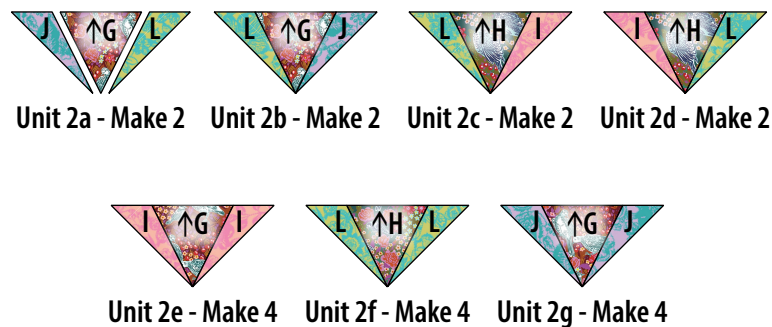 J ↑G L L ↑G J L ↑H I I ↑H L
Unit 2a - Make 2 Unit 2b - Make 2 Unit 2c - Make 2 Unit 2d - Make 2
I ↑G I L ↑H L J ↑G J
Unit 2e - Make 4 Unit 2f - Make 4 Unit 2g - Make 4